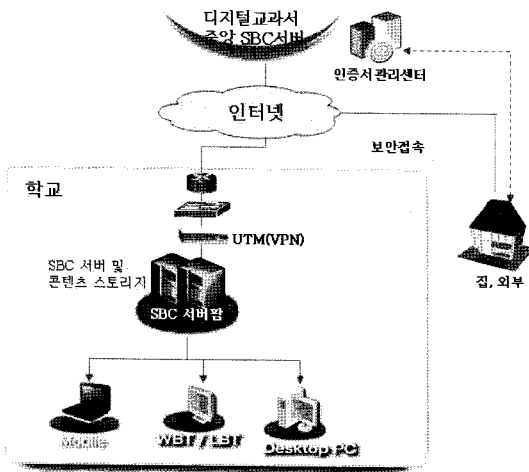 디지털교과서
중앙 SBC서버
인증서관리센터
인터넷
보안접속
학교
UTM(VPN)
SBC 서버 및
콘텐츠 스토리지
집, 외부
SBC 서버팜
Mobile
WBT / LBT
Desktop PC